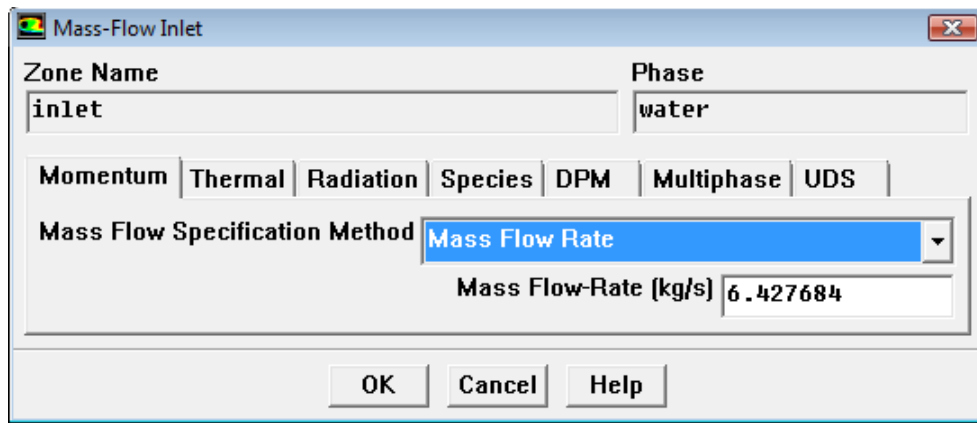 Mass-Flow Inlet
Zone Name Phase
inlet water
Momentum Thermal Radiation Species DPM Multiphase UDS
Mass Flow Specification Method Mass Flow Rate
Mass Flow-Rate (kg/s) 6.427684
OK Cancel Help